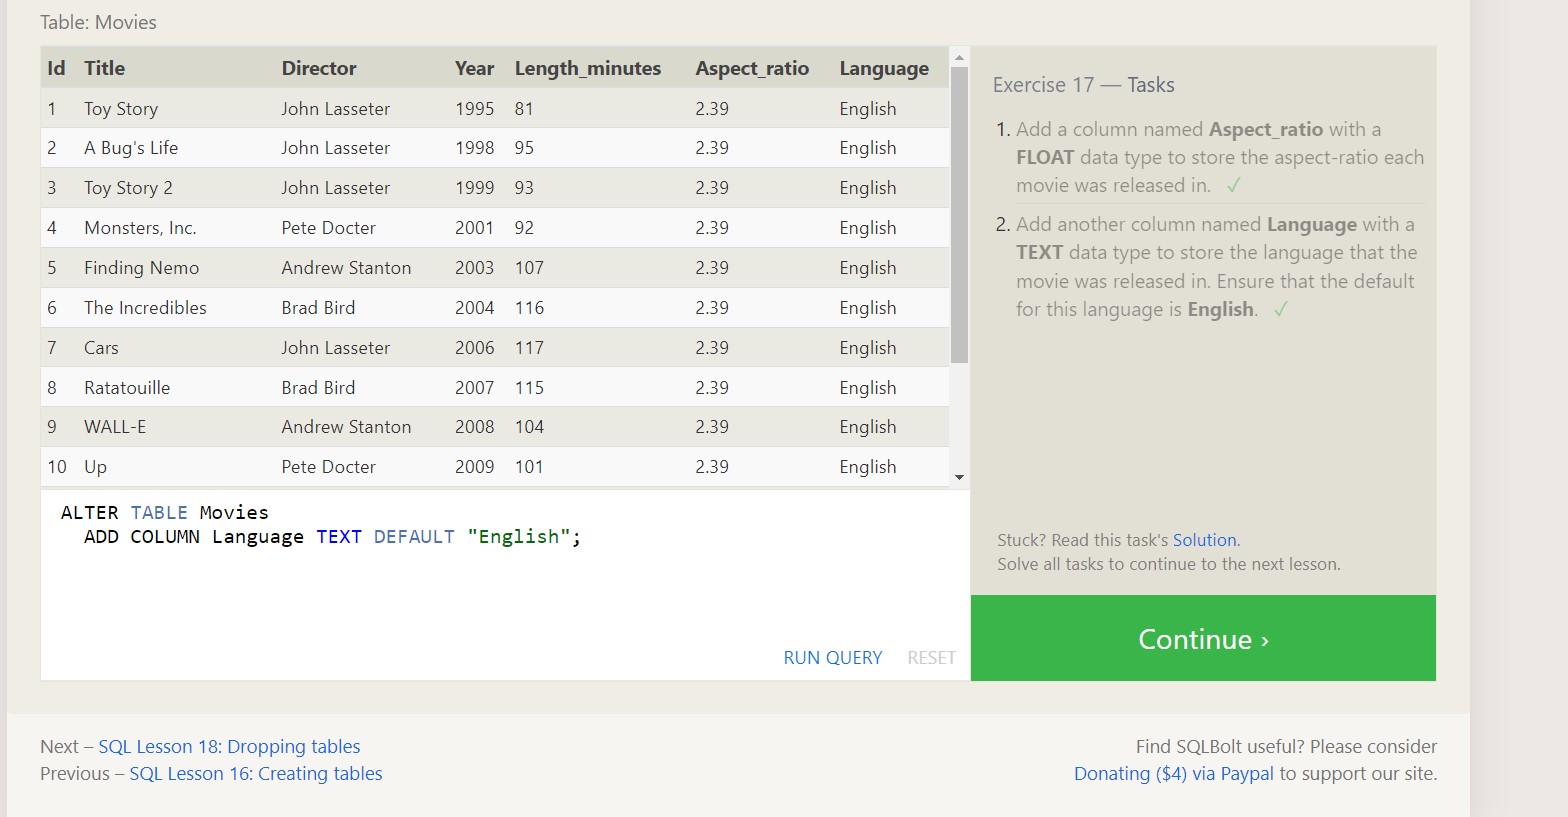 Table: Movies
Id Title Director Year Length_minutes Aspect_ratio Language
1 Toy Story John Lasseter 1995 81 2.39 English
2 A Bug's Life John Lasseter 1998 95 2.39 English
3 Toy Story 2 John Lasseter 1999 93 2.39 English
4 Monsters, Inc. Pete Docter 2001 92 2.39 English
5 Finding Nemo Andrew Stanton 2003 107 2.39 English
6 The Incredibles Brad Bird 2004 116 2.39 English
7 Cars John Lasseter 2006 117 2.39 English
8 Ratatouille Brad Bird 2007 115 2.39 English
9 WALL-E Andrew Stanton 2008 104 2.39 English
10 Up Pete Docter 2009 101 2.39 English
ALTER TABLE Movies
ADD COLUMN Language TEXT DEFAULT "English";
RUN QUERY RESET
Exercise 17 — Tasks
1. Add a column named Aspect_ratio with a
FLOAT data type to store the aspect-ratio each
movie was released in. ✓
2. Add another column named Language with a
TEXT data type to store the language that the
movie was released in. Ensure that the default
for this language is English. ✓
Stuck? Read this task's Solution.
Solve all tasks to continue to the next lesson.
Continue ›
Next – SQL Lesson 18: Dropping tables
Previous – SQL Lesson 16: Creating tables
Find SQLBolt useful? Please consider
Donating ($4) via Paypal to support our site.